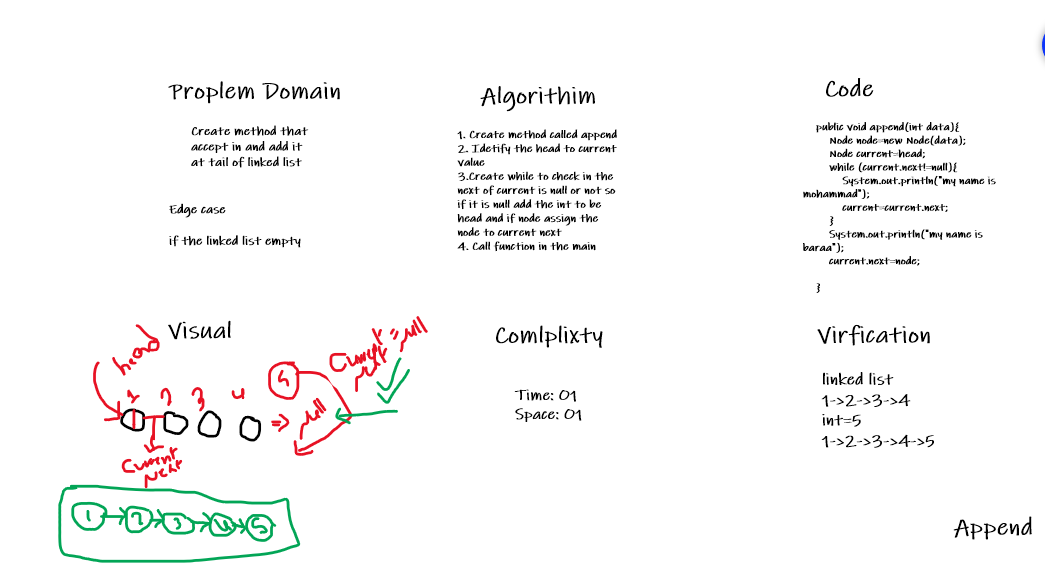 Proplem Domain
Create method that
accept in and add it
at tail of linked list
Edge case
if the linked list empty
Algorithim
1. Create method called append
2. Idetify the head to current
value
3.Create while to check in the
next of current is null or not so
if it is null add the int to be
head and if node assign the
node to current next
4. Call function in the main
Code
public void append(int data){
Node node=new Node(data);
Node current=head;
while (current.next!=null){
System.out.println("my name is
mohammad");
current=current.next;
}
System.out.println("my name is
baraa");
current.next=node;
}
Visual
head
1 2 3 4
=> null
5
Current
next
= null
Current
next
1 2 3 4 5
Comlplixty
Time: O1
Space: O1
Virfication
linked list
1->2->3->4
int=5
1->2->3->4->5
Append